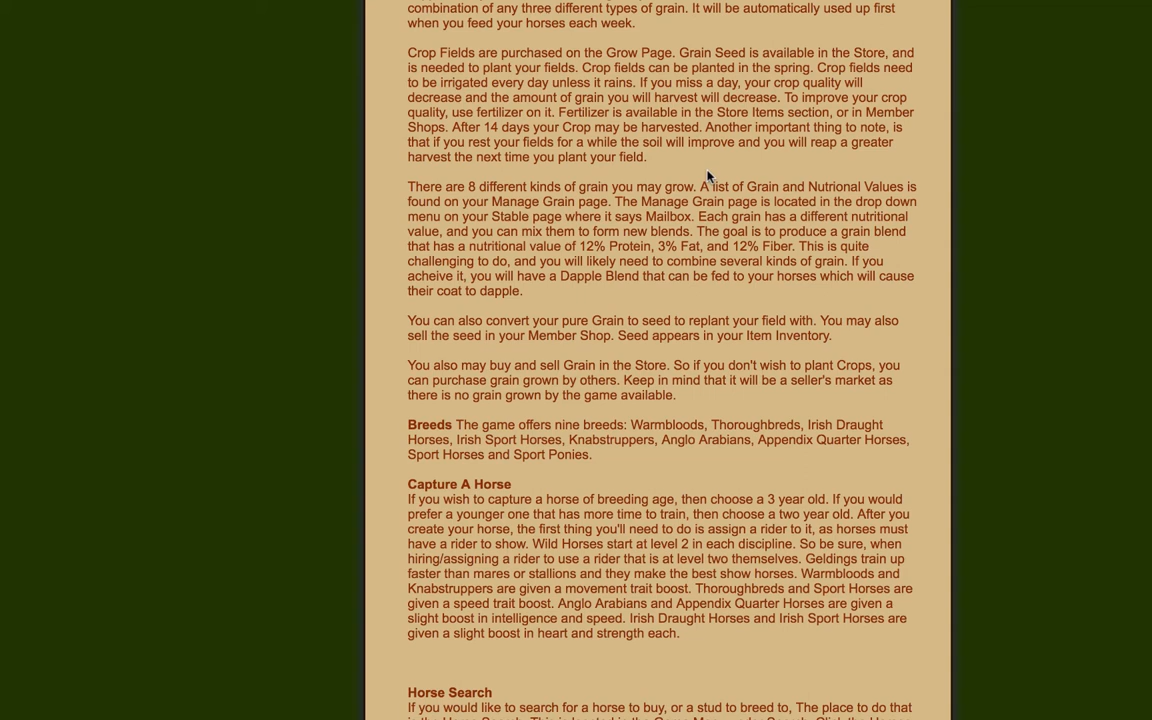 combination of any three different types of grain. It will be automatically used up first
when you feed your horses each week.
Crop Fields are purchased on the Grow Page. Grain Seed is available in the Store, and
is needed to plant your fields. Crop fields can be planted in the spring. Crop fields need
to be irrigated every day unless it rains. If you miss a day, your crop quality will
decrease and the amount of grain you will harvest will decrease. To improve your crop
quality, use fertilizer on it. Fertilizer is available in the Store Items section, or in Member
Shops. After 14 days your Crop may be harvested. Another important thing to note, is
that if you rest your fields for a while the soil will improve and you will reap a greater
harvest the next time you plant your field.
There are 8 different kinds of grain you may grow. A list of Grain and Nutrional Values is
found on your Manage Grain page. The Manage Grain page is located in the drop down
menu on your Stable page where it says Mailbox. Each grain has a different nutritional
value, and you can mix them to form new blends. The goal is to produce a grain blend
that has a nutritional value of 12% Protein, 3% Fat, and 12% Fiber. This is quite
challenging to do, and you will likely need to combine several kinds of grain. If you
acheive it, you will have a Dapple Blend that can be fed to your horses which will cause
their coat to dapple.
You can also convert your pure Grain to seed to replant your field with. You may also
sell the seed in your Member Shop. Seed appears in your Item Inventory.
You also may buy and sell Grain in the Store. So if you don't wish to plant Crops, you
can purchase grain grown by others. Keep in mind that it will be a seller's market as
there is no grain grown by the game available.
Breeds The game offers nine breeds: Warmbloods, Thoroughbreds, Irish Draught
Horses, Irish Sport Horses, Knabstruppers, Anglo Arabians, Appendix Quarter Horses,
Sport Horses and Sport Ponies.
Capture A Horse
If you wish to capture a horse of breeding age, then choose a 3 year old. If you would
prefer a younger one that has more time to train, then choose a two year old. After you
create your horse, the first thing you'll need to do is assign a rider to it, as horses must
have a rider to show. Wild Horses start at level 2 in each discipline. So be sure, when
hiring/assigning a rider to use a rider that is at level two themselves. Geldings train up
faster than mares or stallions and they make the best show horses. Warmbloods and
Knabstruppers are given a movement trait boost. Thoroughbreds and Sport Horses are
given a speed trait boost. Anglo Arabians and Appendix Quarter Horses are given a
slight boost in intelligence and speed. Irish Draught Horses and Irish Sport Horses are
given a slight boost in heart and strength each.
Horse Search
If you would like to search for a horse to buy, or a stud to breed to, The place to do that